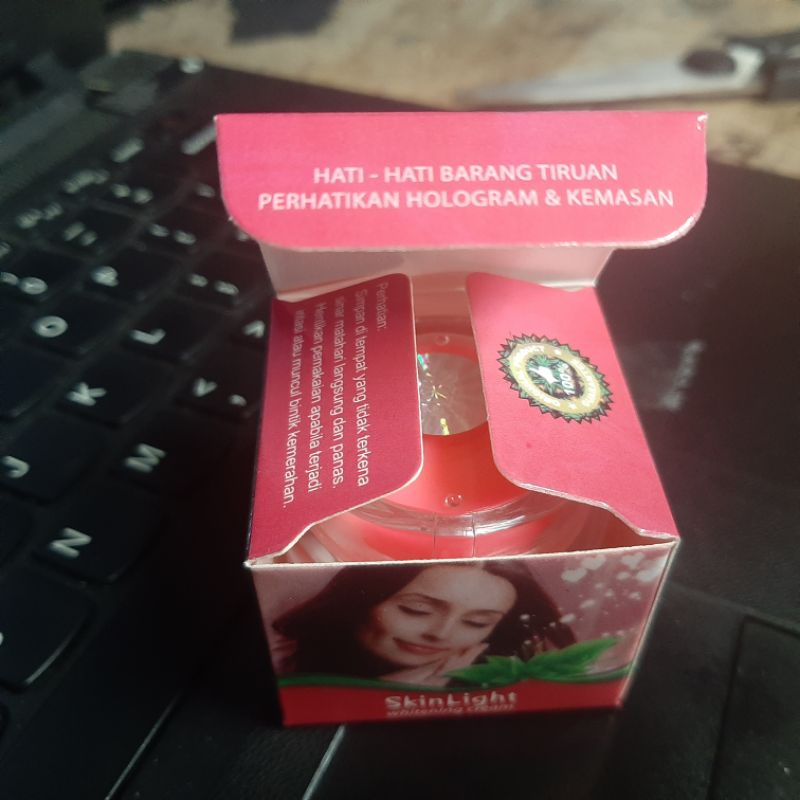 HATI - HATI BARANG TIRUAN
PERHATIKAN HOLOGRAM & KEMASAN
Perhatian:
Simpan di tempat yang tidak terkena
sinar matahari langsung dan panas.
Hentikan pemakaian apabila terjadi
iritasi atau muncul bintik kemerahan.
100%
SkinLight
whitening cream
O
K
L
J
M
N